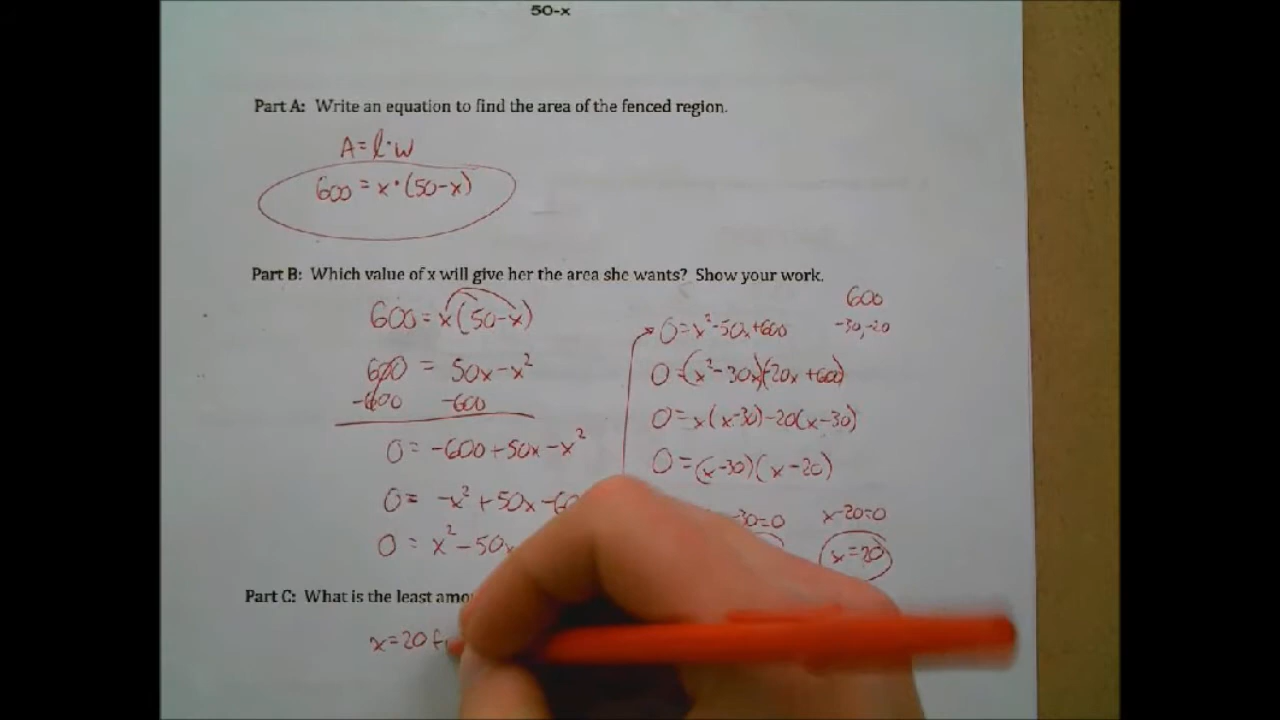 50-x
Part A: Write an equation to find the area of the fenced region.
A=l·w
600=x·(50-x)
Part B: Which value of x will give her the area she wants? Show your work.
600=x(50-x)
600 = 50x-x²
-600 -600
0=-600+50x-x²
0= -x²+50x-60
0 = x²-50x
600
-30,-20
0=x²-50x+600
0=(x²-30x)(-20x+600)
0=x(x-30)-20(x-30)
0=(x-30)(x-20)
-30=0 x-20=0
x=20
Part C: What is the least
x=20